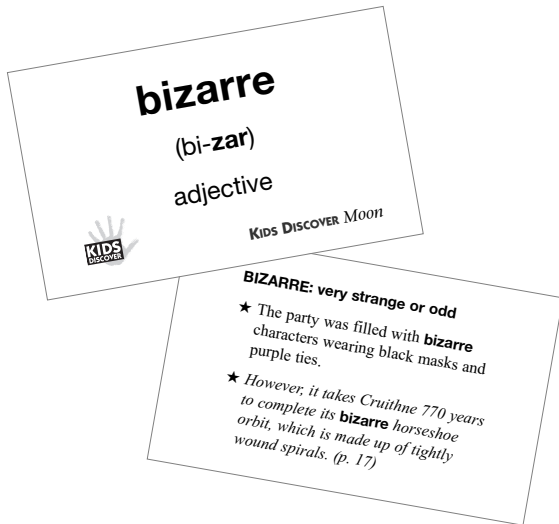 bizarre
(bi-zar)
adjective
KIDS DISCOVER Moon
KIDS
DISCOVER
BIZARRE: very strange or odd
★ The party was filled with bizarre
characters wearing black masks and
purple ties.
★ However, it takes Cruithne 770 years
to complete its bizarre horseshoe
orbit, which is made up of tightly
wound spirals. (p. 17)